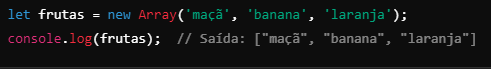 let frutas = new Array('maçã', 'banana', 'laranja');
console.log(frutas);  // Saída: ["maçã", "banana", "laranja"]